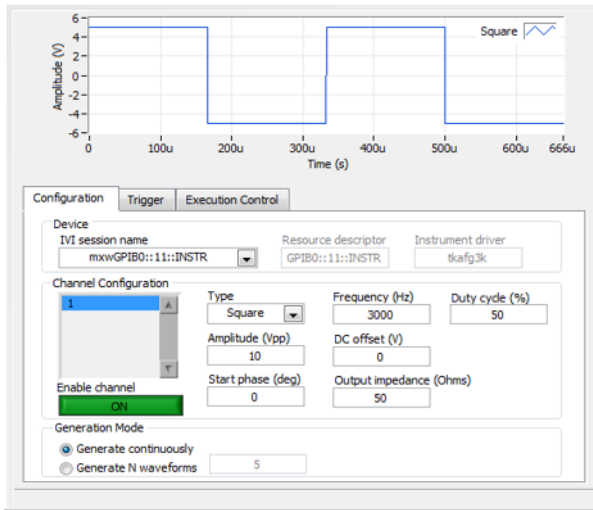 6
4
2
0
-2
-4
-6
Amplitude (V)
Square
0 100u 200u 300u 400u 500u 600u 666u
Time (s)
Configuration Trigger Execution Control
Device
IVI session name Resource descriptor Instrument driver
mxwGPIB0::11::INSTR GPIB0::11::INSTR tkafg3k
Channel Configuration
1
Type Frequency (Hz) Duty cycle (%)
Square 3000 50
Amplitude (Vpp) DC offset (V)
10 0
Start phase (deg) Output impedance (Ohms)
0 50
Enable channel
ON
Generation Mode
Generate continuously
Generate N waveforms 5